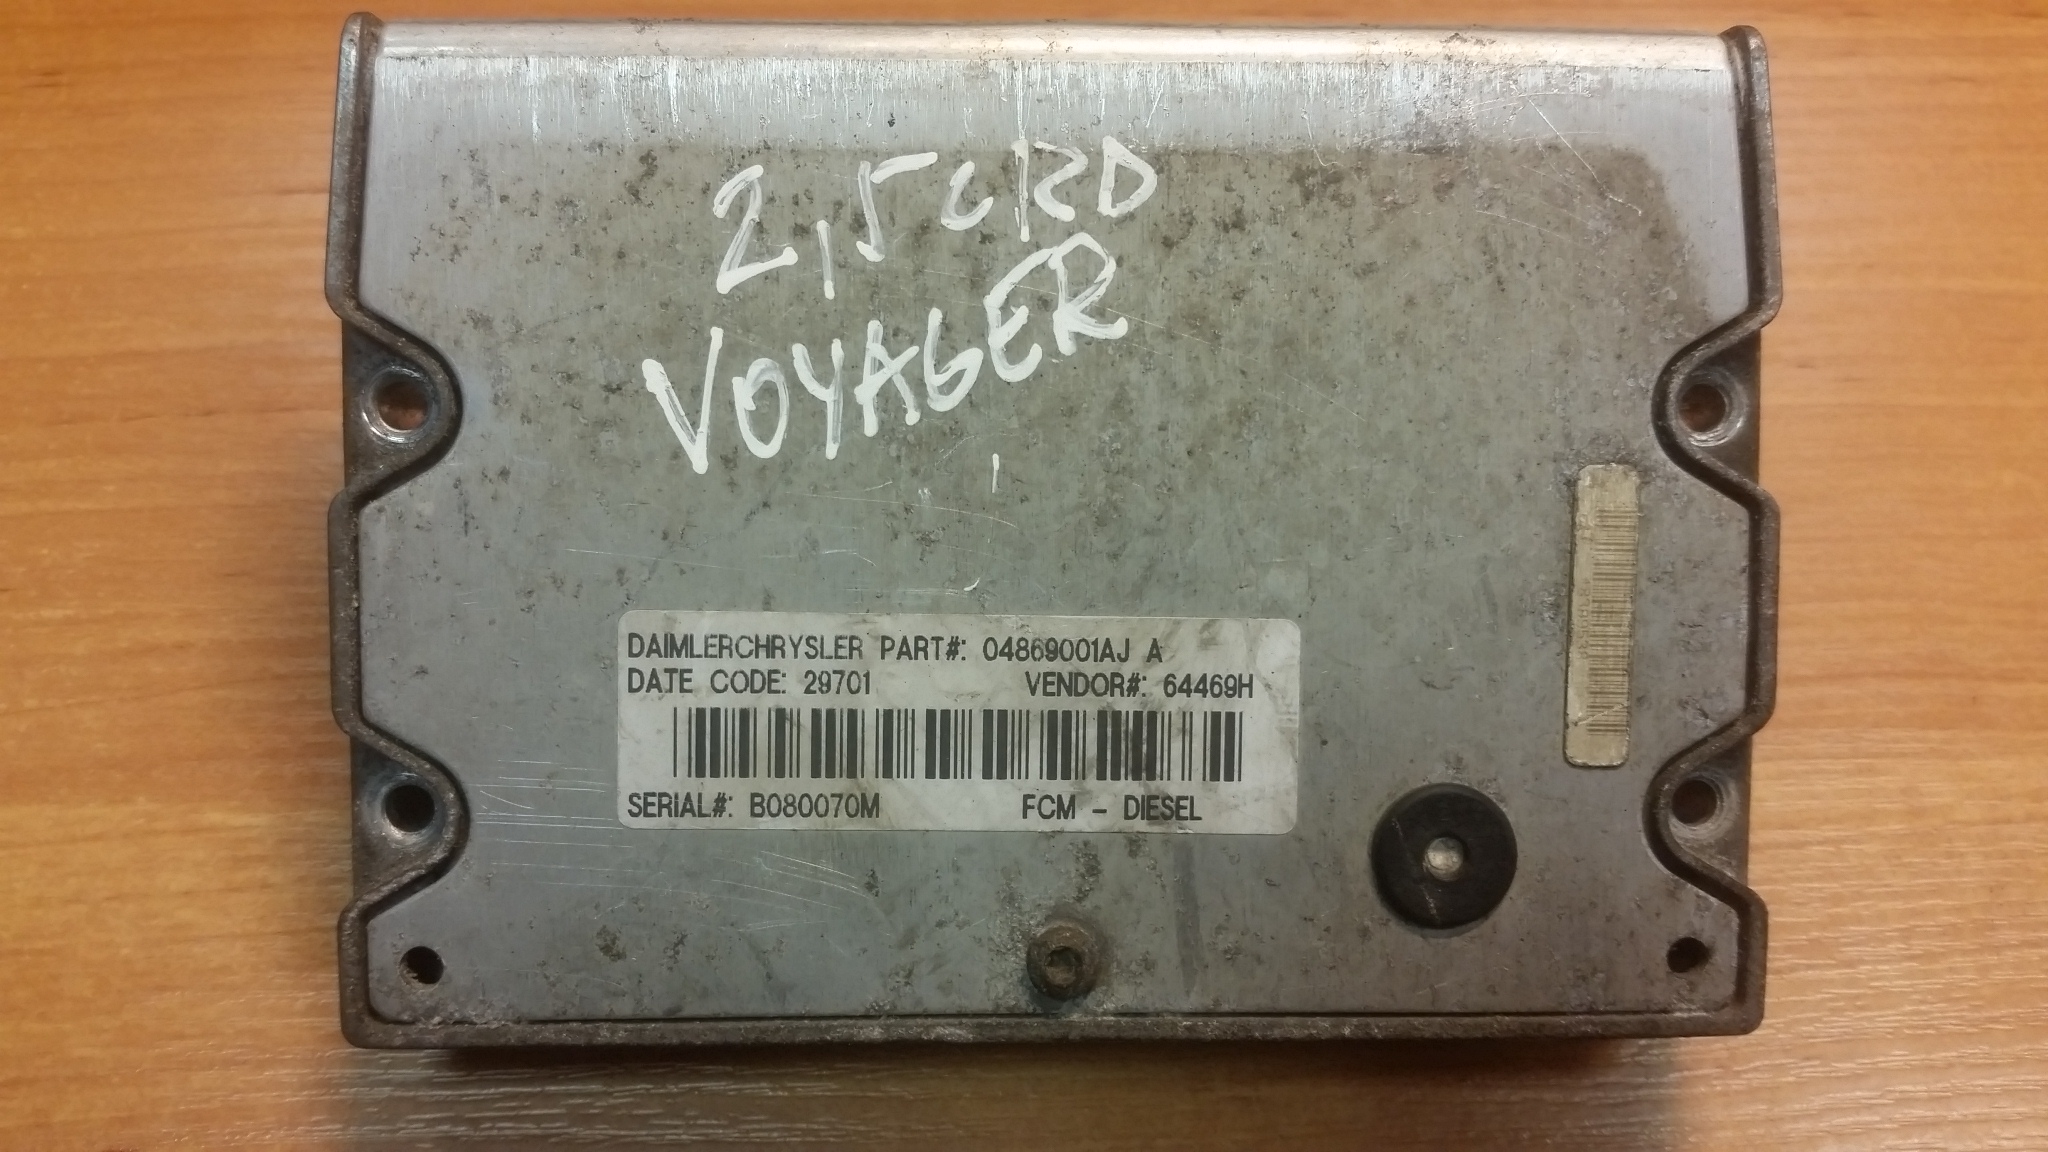 2,5 CRD
VOYAGER
DAIMLERCHRYSLER PART#: 04869001AJ A
DATE CODE: 29701 VENDOR#: 64469H
SERIAL#: B080070M FCM - DIESEL